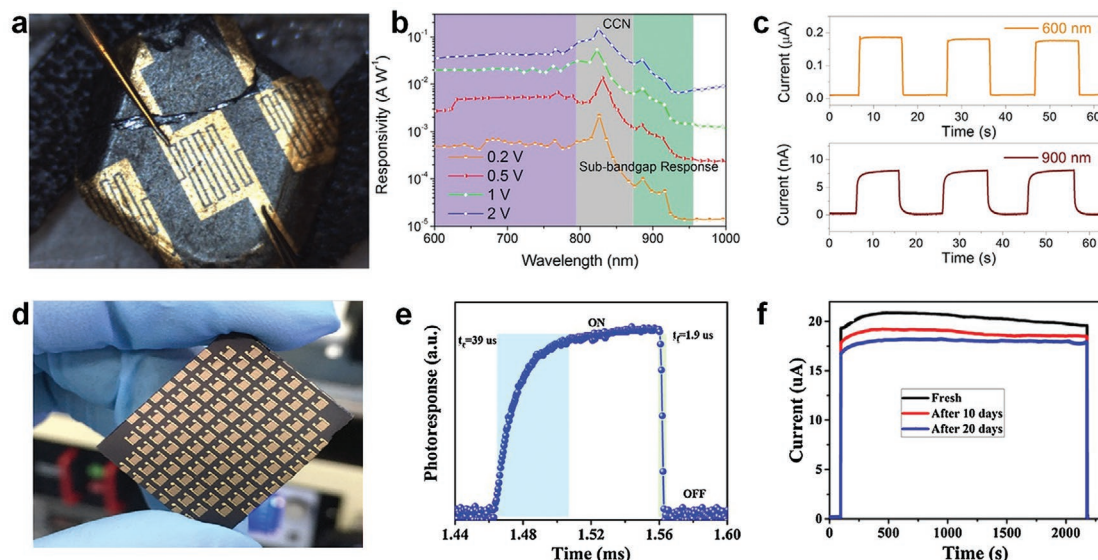 a
b
Responsivity (A W⁻¹)
10⁻¹
10⁻²
10⁻³
10⁻⁴
10⁻⁵
CCN
Sub-bandgap Response
0.2 V
0.5 V
1 V
2 V
600 700 800 900 1000
Wavelength (nm)
c
Current (μA)
0.2
0.1
0.0
600 nm
0 10 20 30 40 50 60
Time (s)
Current (nA)
10
5
0
900 nm
0 10 20 30 40 50 60
Time (s)
d
e
Photoresponse (a.u.)
tᵣ=39 us
ON
t_f=1.9 us
OFF
1.44 1.48 1.52 1.56 1.60
Time (ms)
f
Current (uA)
20
15
10
5
0
Fresh
After 10 days
After 20 days
0 500 1000 1500 2000
Time (s)